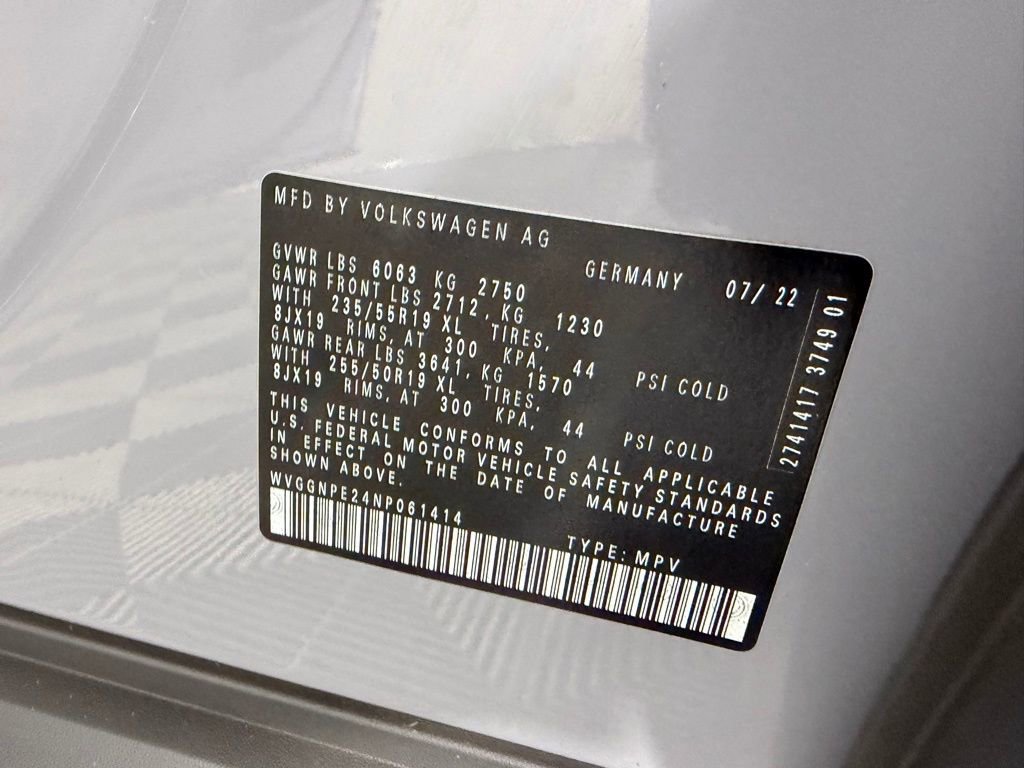 MFD BY VOLKSWAGEN AG
GERMANY 07/ 22
GVWR LBS 6063 KG 2750
GAWR FRONT LBS 2712, KG 1230
WITH 235/55R19 XL TIRES,
8JX19 RIMS, AT 300 KPA, 44 PSI COLD
GAWR REAR LBS 3641, KG 1570
WITH 255/50R19 XL TIRES,
8JX19 RIMS, AT 300 KPA, 44 PSI COLD
THIS VEHICLE CONFORMS TO ALL APPLICABLE
U.S. FEDERAL MOTOR VEHICLE SAFETY STANDARDS
IN EFFECT ON THE DATE OF MANUFACTURE
SHOWN ABOVE.
WVGGNPE24NP061414 TYPE: MPV
2741417 3749 01